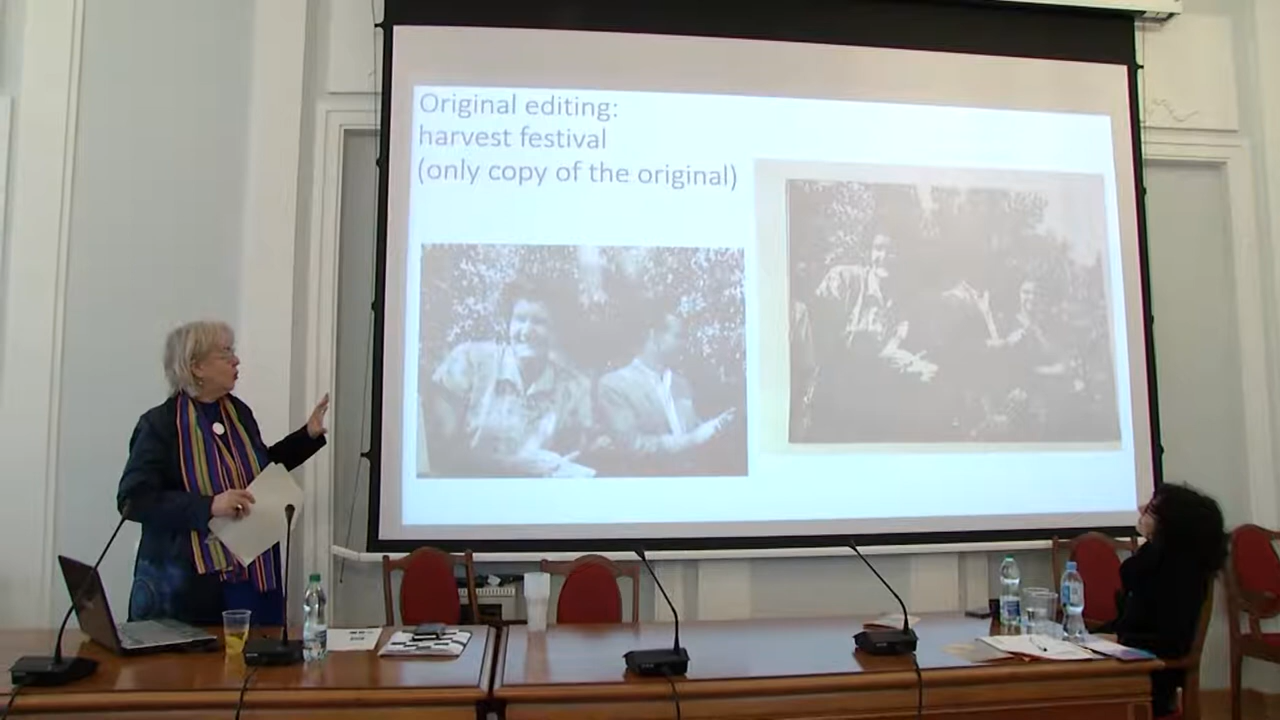 Original editing:
harvest festival
(only copy of the original)